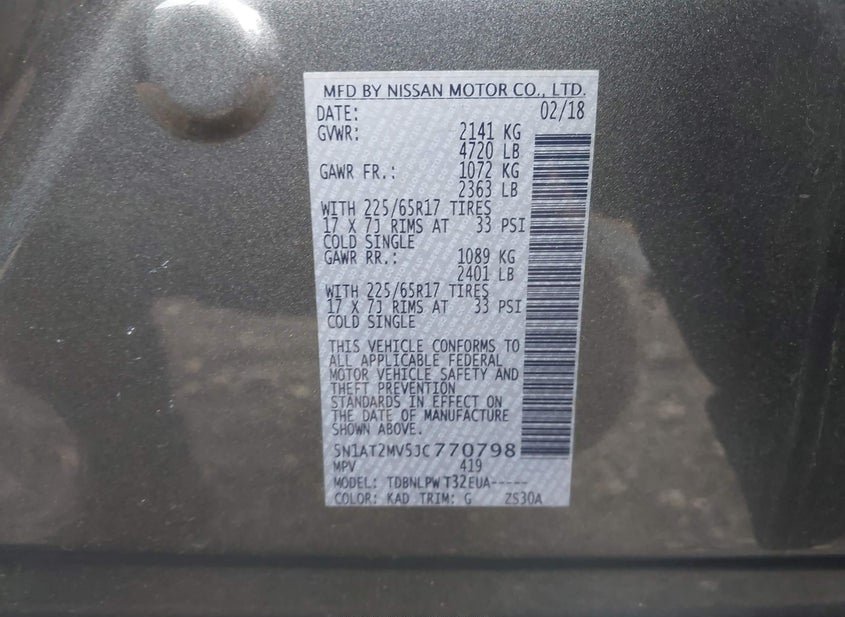 MFD BY NISSAN MOTOR CO., LTD.
DATE: 02/18
GVWR: 2141 KG
4720 LB
GAWR FR.: 1072 KG
2363 LB
WITH 225/65R17 TIRES
17 X 7J RIMS AT 33 PSI
COLD SINGLE
GAWR RR.: 1089 KG
2401 LB
WITH 225/65R17 TIRES
17 X 7J RIMS AT 33 PSI
COLD SINGLE
THIS VEHICLE CONFORMS TO
ALL APPLICABLE FEDERAL
MOTOR VEHICLE SAFETY AND
THEFT PREVENTION
STANDARDS IN EFFECT ON
THE DATE OF MANUFACTURE
SHOWN ABOVE.
5N1AT2MV5JC770798
MPV 419
MODEL: TDBNLPW T32EUA-----
COLOR: KAD TRIM: G ZS30A